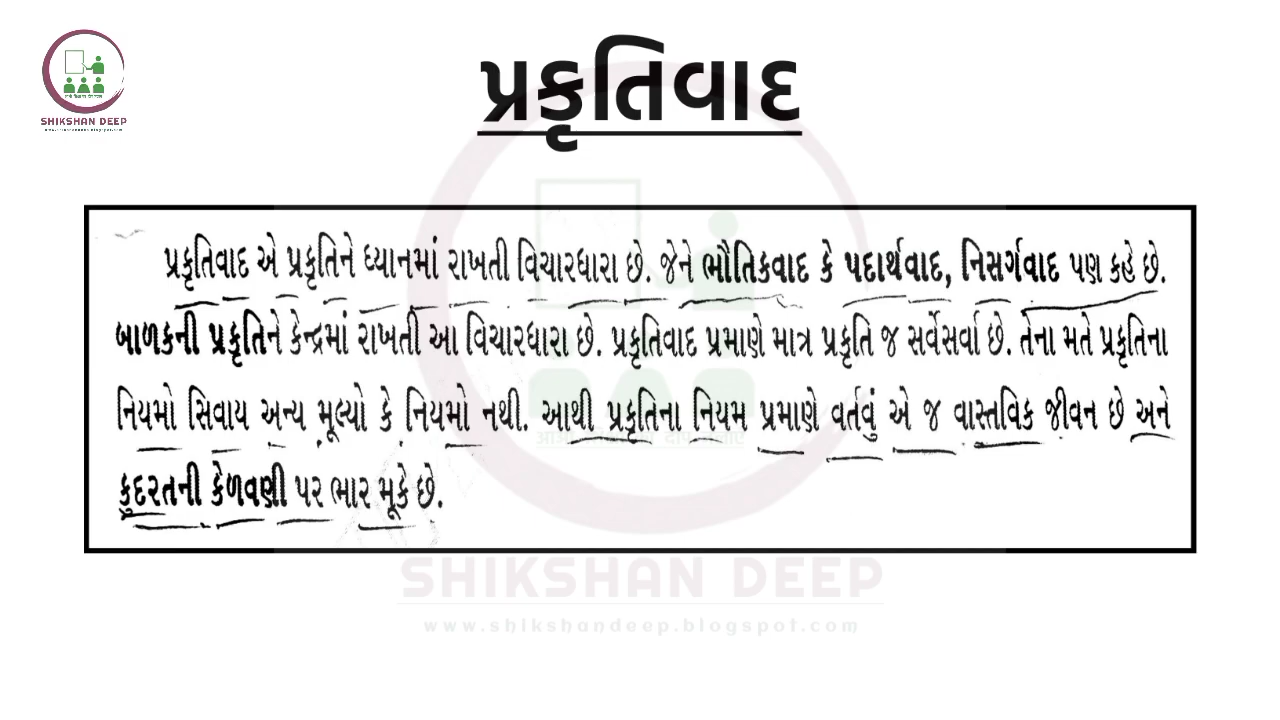 SHIKSHAN DEEP
પ્રકૃતિવાદ
પ્રકૃતિવાદ એ પ્રકૃતિને ધ્યાનમાં રાખતી વિચારધારા છે. જેને ભૌતિકવાદ કે પદાર્થવાદ, નિસર્ગવાદ પણ કહે છે.
બાળકની પ્રકૃતિને કેન્દ્રમાં રાખતી આ વિચારધારા છે. પ્રકૃતિવાદ પ્રમાણે માત્ર પ્રકૃતિ જ સર્વેસર્વા છે. તેના મતે પ્રકૃતિના
નિયમો સિવાય અન્ય મૂલ્યો કે નિયમો નથી. આથી પ્રકૃતિના નિયમ પ્રમાણે વર્તવું એ જ વાસ્તવિક જીવન છે અને
કુદરતની કેળવણી પર ભાર મૂકે છે.
SHIKSHAN DEEP
www.shikshandeep.blogspot.com